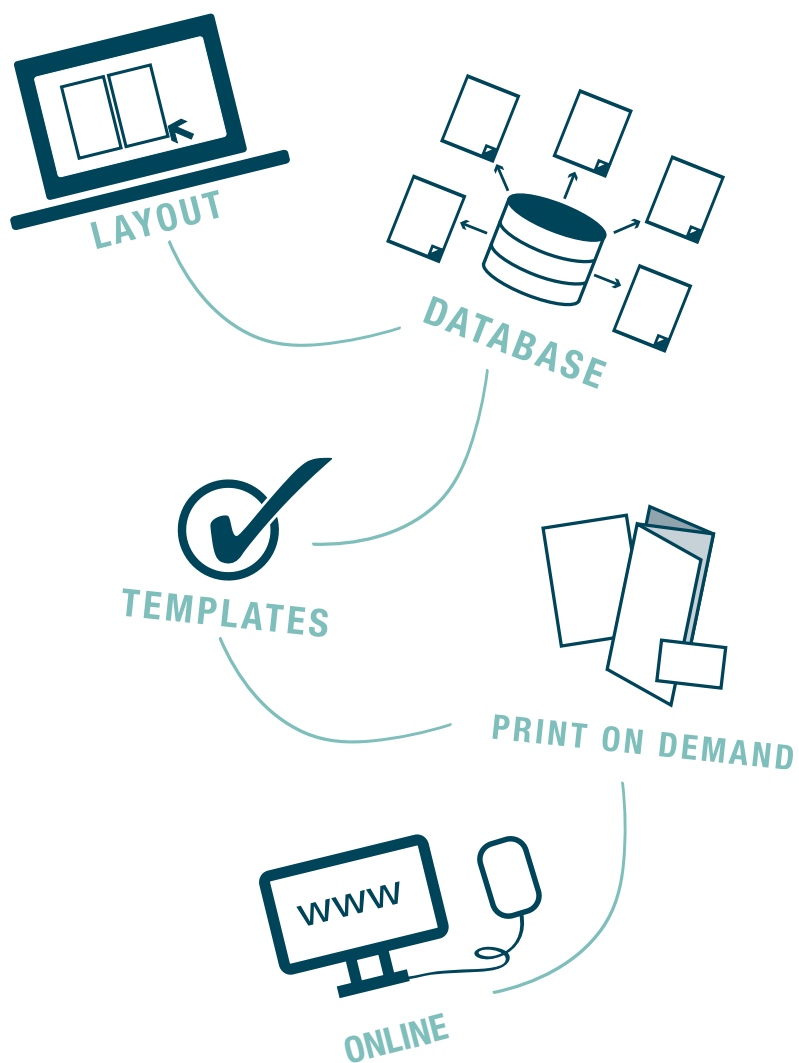 LAYOUT
DATABASE
TEMPLATES
PRINT ON DEMAND
www
ONLINE